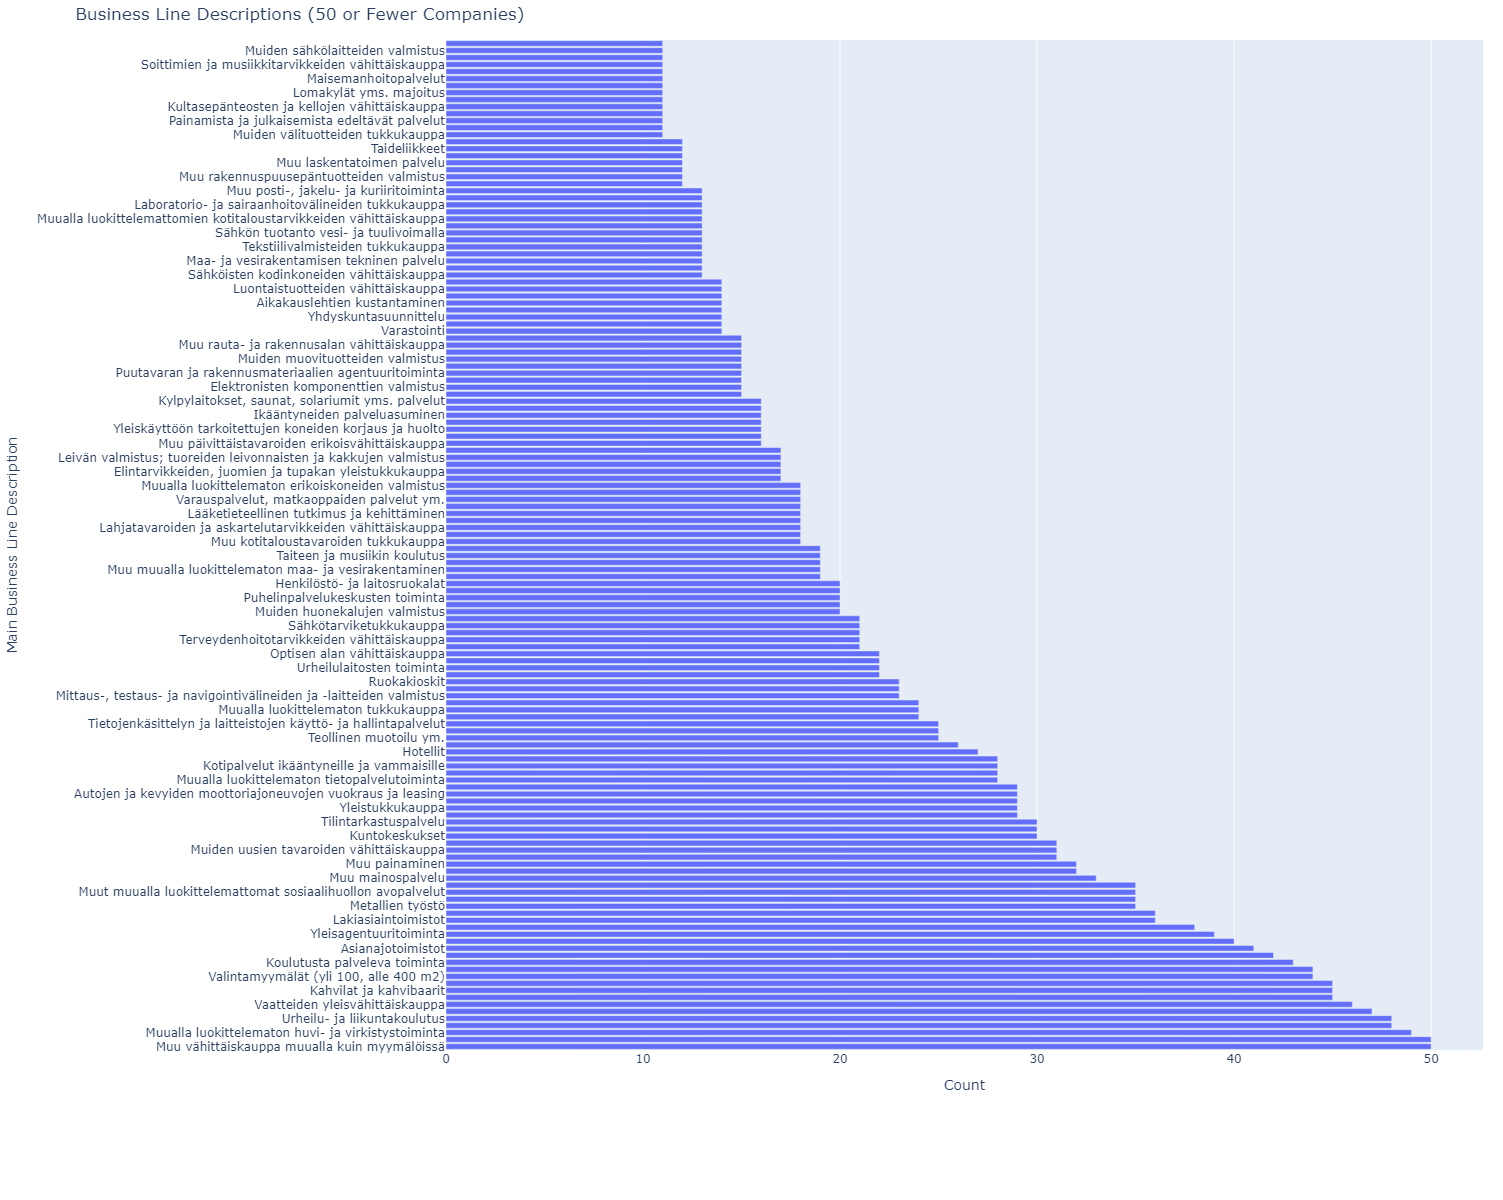 Business Line Descriptions (50 or Fewer Companies)
Main Business Line Description
Muiden sähkölaitteiden valmistus
Soittimien ja musiikkitarvikkeiden vähittäiskauppa
Maisemanhoitopalvelut
Lomakylät yms. majoitus
Kultasepänteosten ja kellojen vähittäiskauppa
Painamista ja julkaisemista edeltävät palvelut
Muiden välituotteiden tukkukauppa
Taideliikkeet
Muu laskentatoimen palvelu
Muu rakennuspuusepäntuotteiden valmistus
Muu posti-, jakelu- ja kuriiritoiminta
Laboratorio- ja sairaanhoitovälineiden tukkukauppa
Muualla luokittelemattomien kotitaloustarvikkeiden vähittäiskauppa
Sähkön tuotanto vesi- ja tuulivoimalla
Tekstiilivalmisteiden tukkukauppa
Maa- ja vesirakentamisen tekninen palvelu
Sähköisten kodinkoneiden vähittäiskauppa
Luontaistuotteiden vähittäiskauppa
Aikakauslehtien kustantaminen
Yhdyskuntasuunnittelu
Varastointi
Muu rauta- ja rakennusalan vähittäiskauppa
Muiden muovituotteiden valmistus
Puutavaran ja rakennusmateriaalien agentuuritoiminta
Elektronisten komponenttien valmistus
Kylpylaitokset, saunat, solariumit yms. palvelut
Ikääntyneiden palveluasuminen
Yleiskäyttöön tarkoitettujen koneiden korjaus ja huolto
Muu päivittäistavaroiden erikoisvähittäiskauppa
Leivän valmistus; tuoreiden leivonnaisten ja kakkujen valmistus
Elintarvikkeiden, juomien ja tupakan yleistukkukauppa
Muualla luokittelematon erikoiskoneiden valmistus
Varauspalvelut, matkaoppaiden palvelut ym.
Lääketieteellinen tutkimus ja kehittäminen
Lahjatavaroiden ja askartelutarvikkeiden vähittäiskauppa
Muu kotitaloustavaroiden tukkukauppa
Taiteen ja musiikin koulutus
Muu muualla luokittelematon maa- ja vesirakentaminen
Henkilöstö- ja laitosruokalat
Puhelinpalvelukeskusten toiminta
Muiden huonekalujen valmistus
Sähkötarviketukkukauppa
Terveydenhoitotarvikkeiden vähittäiskauppa
Optisen alan vähittäiskauppa
Urheilulaitosten toiminta
Ruokakioskit
Mittaus-, testaus- ja navigointivälineiden ja -laitteiden valmistus
Muualla luokittelematon tukkukauppa
Tietojenkäsittelyn ja laitteistojen käyttö- ja hallintapalvelut
Teollinen muotoilu ym.
Hotellit
Kotipalvelut ikääntyneille ja vammaisille
Muualla luokittelematon tietopalvelutoiminta
Autojen ja kevyiden moottoriajoneuvojen vuokraus ja leasing
Yleistukkukauppa
Tilintarkastuspalvelu
Kuntokeskukset
Muiden uusien tavaroiden vähittäiskauppa
Muu painaminen
Muu mainospalvelu
Muut muualla luokittelemattomat sosiaalihuollon avopalvelut
Metallien työstö
Lakiasiaintoimistot
Yleisagentuuritoiminta
Asianajotoimistot
Koulutusta palveleva toiminta
Valintamyymälät (yli 100, alle 400 m2)
Kahvilat ja kahvibaarit
Vaatteiden yleisvähittäiskauppa
Urheilu- ja liikuntakoulutus
Muualla luokittelematon huvi- ja virkistystoiminta
Muu vähittäiskauppa muualla kuin myymälöissä
0 10 20 30 40 50
Count